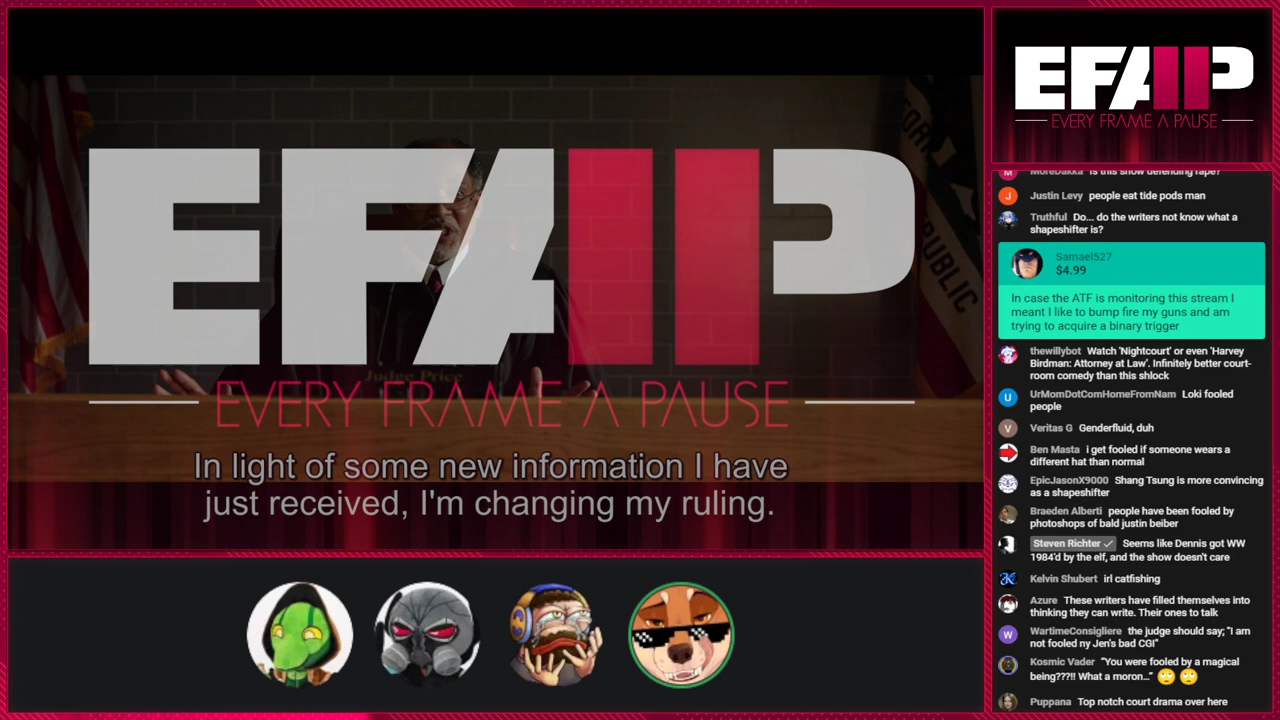 EFAP
EVERY FRAME A PAUSE
Judge Price
In light of some new information I have
just received, I'm changing my ruling.
EFAP
EVERY FRAME A PAUSE
MoreDakka is this show defending rape?
Justin Levy people eat tide pods man
Truthful Do... do the writers not know what a
shapeshifter is?
Samael527
$4.99
In case the ATF is monitoring this stream I
meant I like to bump fire my guns and am
trying to acquire a binary trigger
thewillybot Watch 'Nightcourt' or even 'Harvey
Birdman: Attorney at Law'. Infinitely better court-
room comedy than this shlock
U UrMomDotComHomeFromNam Loki fooled
people
V Veritas G Genderfluid, duh
Ben Masta i get fooled if someone wears a
different hat than normal
EpicJasonX9000 Shang Tsung is more convincing
as a shapeshifter
Braeden Alberti people have been fooled by
photoshops of bald justin beiber
Steven Richter ✓ Seems like Dennis got WW
1984'd by the elf, and the show doesn't care
Kelvin Shubert irl catfishing
Azure These writers have filled themselves into
thinking they can write. Their ones to talk
W WartimeConsigliere the judge should say; "I am
not fooled ny Jen's bad CGI"
Kosmic Vader "You were fooled by a magical
being???!! What a moron..." 🙄 🙄
Puppana Top notch court drama over here